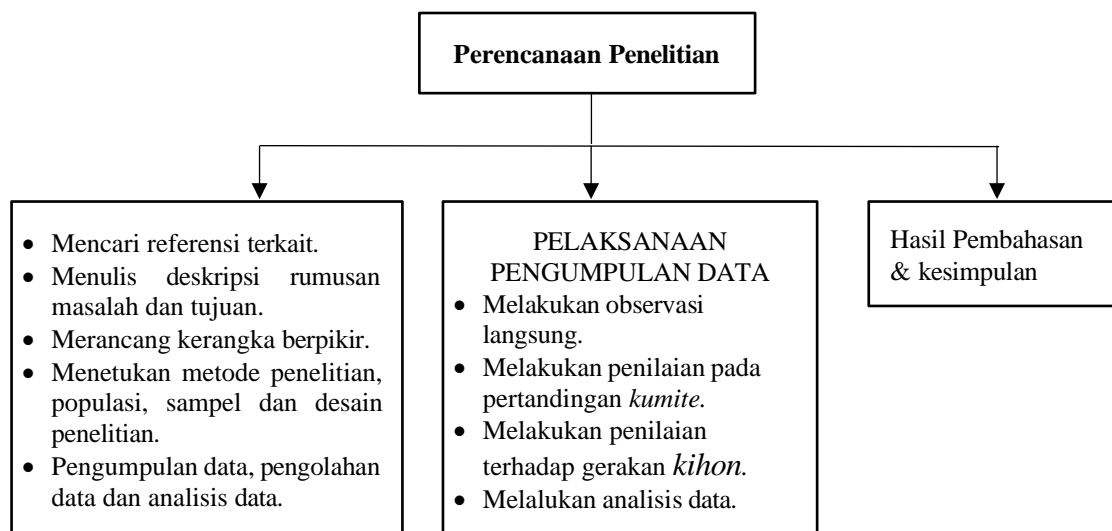 Perencanaan Penelitian
• Mencari referensi terkait.
• Menulis deskripsi rumusan
masalah dan tujuan.
• Merancang kerangka berpikir.
• Menetukan metode penelitian,
populasi, sampel dan desain
penelitian.
• Pengumpulan data, pengolahan
data dan analisis data.
PELAKSANAAN
PENGUMPULAN DATA
• Melakukan observasi
langsung.
• Melakukan penilaian pada
pertandingan kumite.
• Melakukan penilaian
terhadap gerakan kihon.
• Melalukan analisis data.
Hasil Pembahasan
& kesimpulan